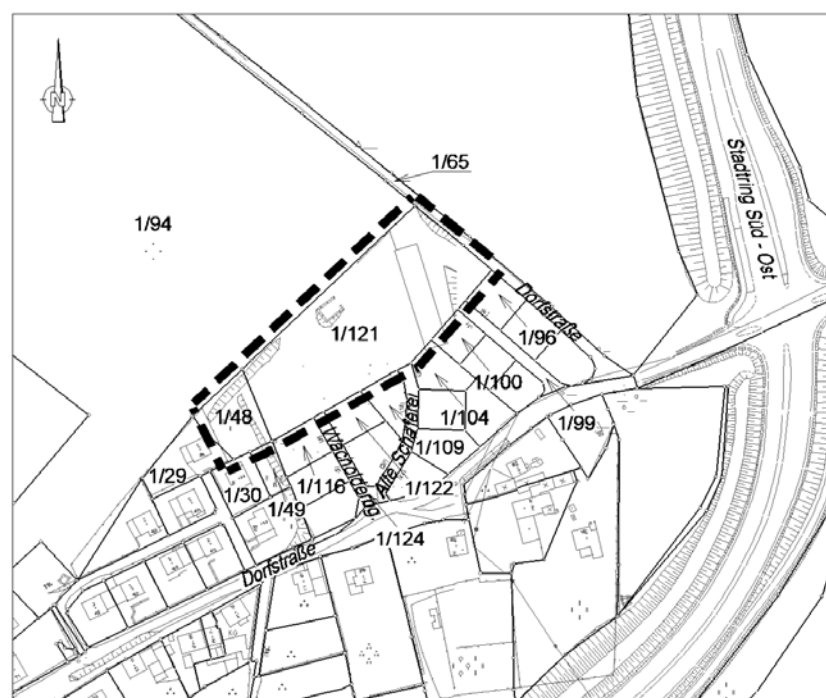 N
1/65
1/94
Stadtring Süd - Ost
Dorfstraße
1/121
1/96
1/100
1/48
1/104
1/99
Alte Schäferei
1/109
1/29
Wacholderbg
1/30
1/116
1/122
1/49
1/124
Dorfstraße